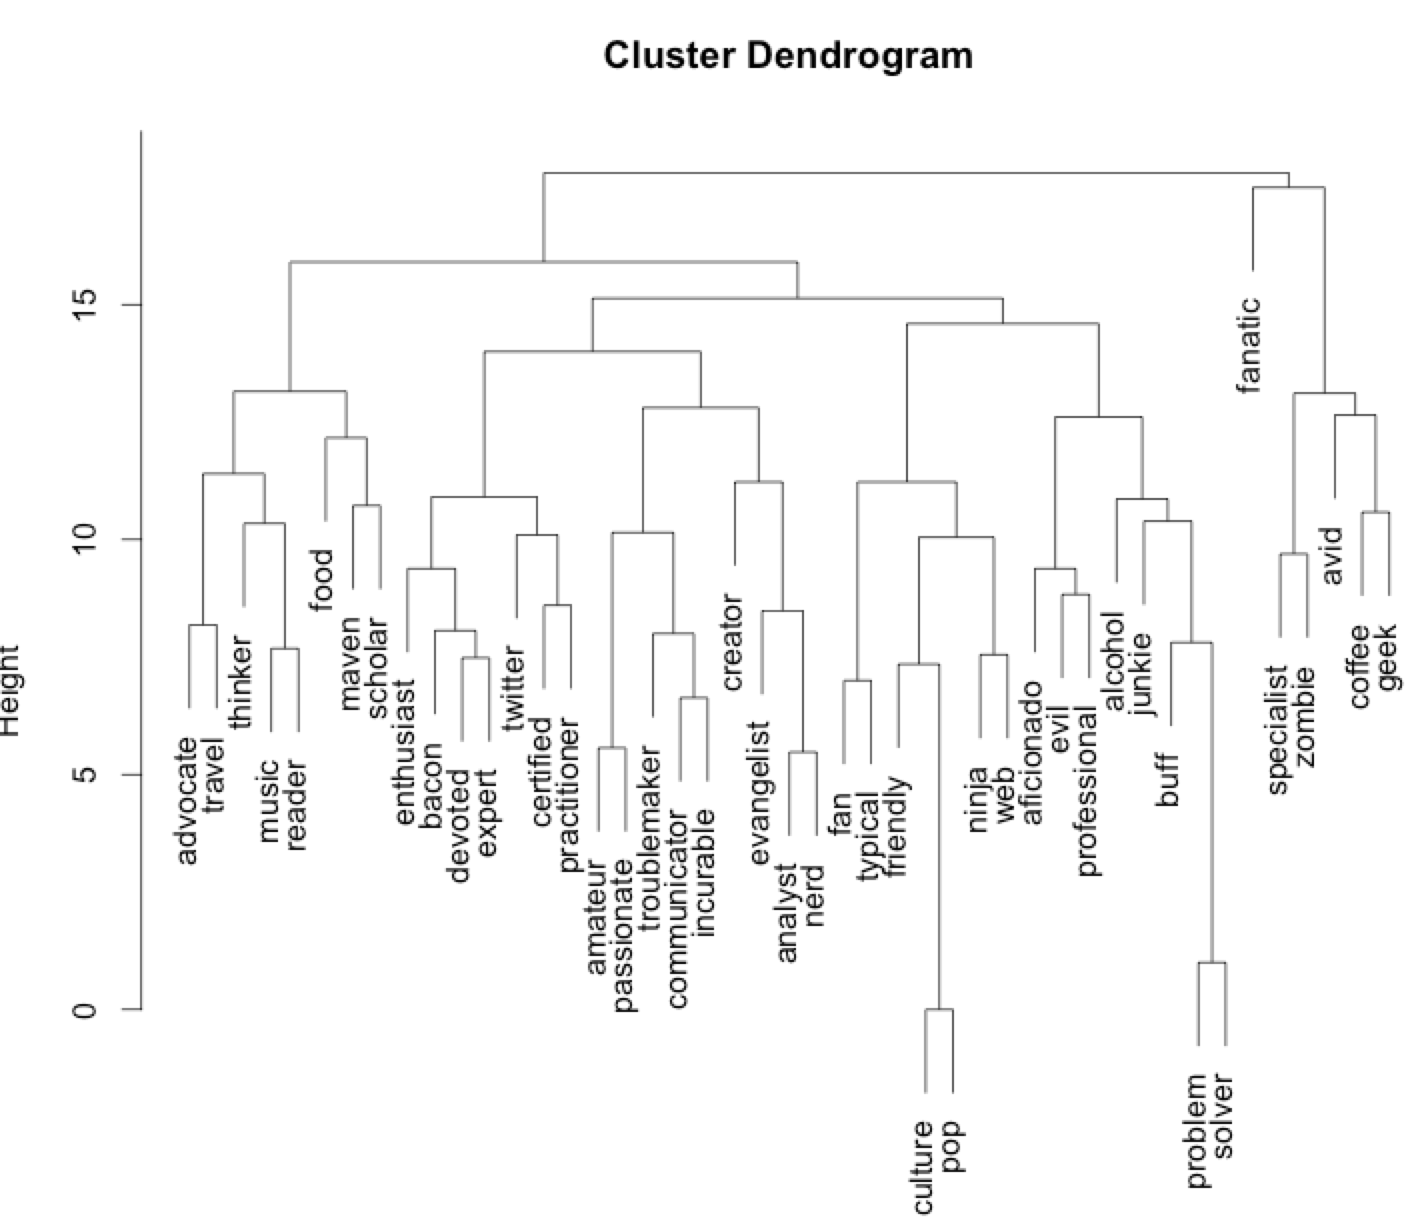 Cluster Dendrogram
Height
15
10
5
0
advocate
travel
thinker
music
reader
food
maven
scholar
enthusiast
bacon
devoted
expert
twitter
certified
practitioner
amateur
passionate
troublemaker
communicator
incurable
creator
evangelist
analyst
nerd
fan
typical
friendly
culture
pop
ninja
web
aficionado
evil
professional
alcohol
junkie
buff
problem
solver
fanatic
specialist
zombie
avid
coffee
geek